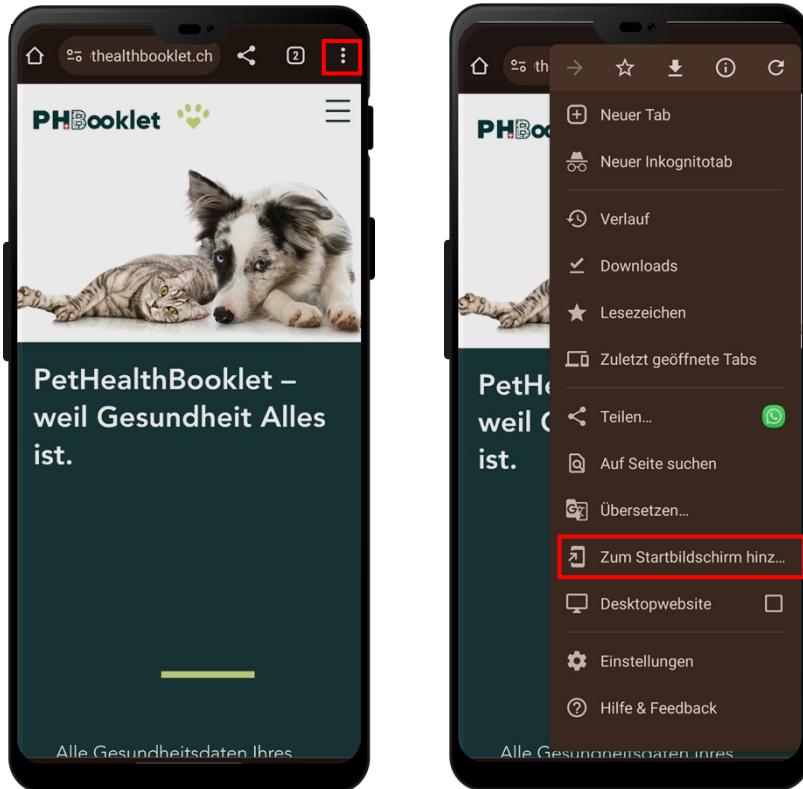 thealthbooklet.ch
2
PHBooklet
PetHealthBooklet –
weil Gesundheit Alles
ist.
Alle Gesundheitsdaten Ihres
th
PHBoo
PetHe
weil G
ist.
Alle Gesundheitsdaten Ihres
Neuer Tab
Neuer Inkognitotab
Verlauf
Downloads
Lesezeichen
Zuletzt geöffnete Tabs
Teilen...
Auf Seite suchen
Übersetzen...
Zum Startbildschirm hinz...
Desktopwebsite
Einstellungen
Hilfe & Feedback